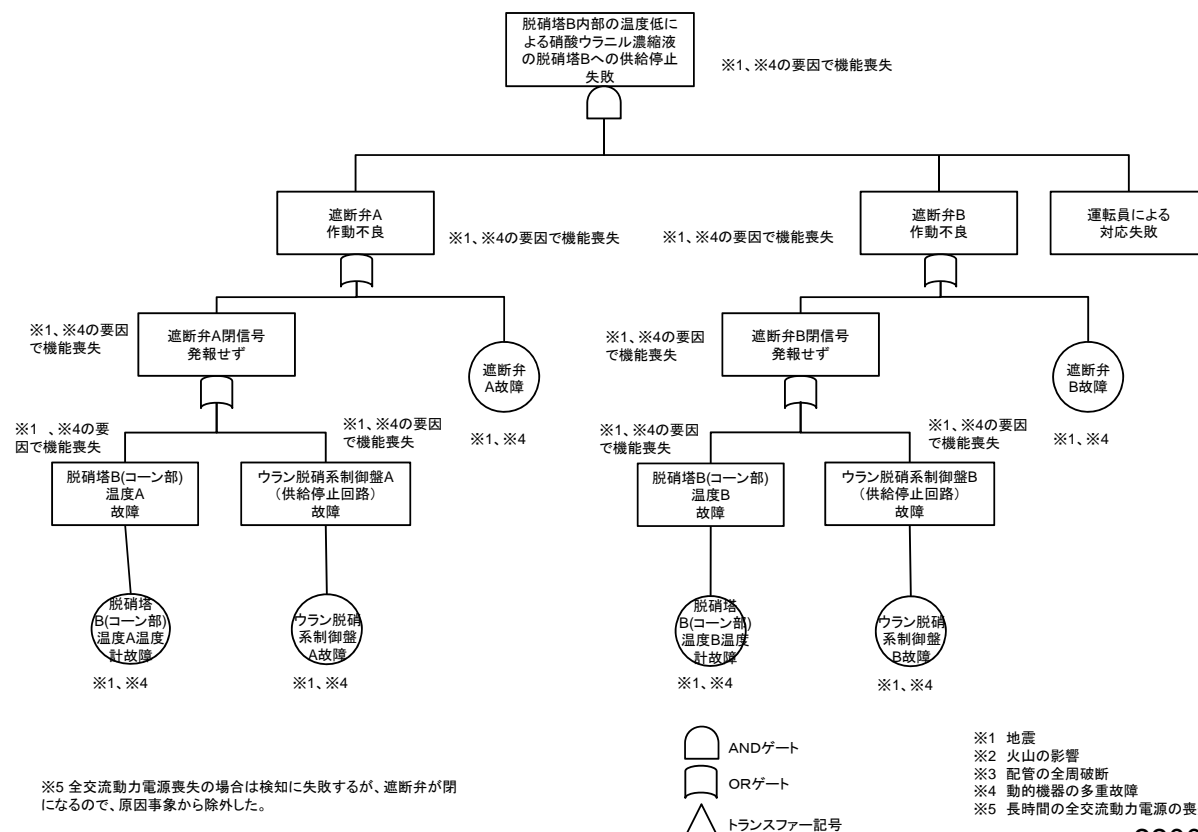 脱硝塔B内部の温度低に
よる硝酸ウラニル濃縮液
の脱硝塔Bへの供給停止
失敗
※1、※4の要因で機能喪失
遮断弁A
作動不良
※1、※4の要因で機能喪失
※1、※4の要因で機能喪失
遮断弁B
作動不良
運転員による
対応失敗
※1、※4の要因
で機能喪失
遮断弁A閉信号
発報せず
遮断弁
A故障
※1、※4
※1、※4の要因
で機能喪失
遮断弁B閉信号
発報せず
遮断弁
B故障
※1、※4
※1 、※4の要
因で機能喪失
※1、※4の要因
で機能喪失
※1、※4の要因
で機能喪失
※1、※4の要因で
機能喪失
脱硝塔B(コーン部)
温度A
故障
ウラン脱硝系制御盤A
(供給停止回路)
故障
脱硝塔B(コーン部)
温度B
故障
ウラン脱硝系制御盤B
(供給停止回路)
故障
脱硝塔
B(コーン部)
温度A温度
計故障
※1、※4
ウラン脱硝
系制御盤
A故障
※1、※4
脱硝塔
B(コーン部)
温度B温度
計故障
※1、※4
ウラン脱硝
系制御盤
B故障
※1、※4
※5 全交流動力電源喪失の場合は検知に失敗するが、遮断弁が閉
になるので、原因事象から除外した。
ANDゲート
ORゲート
トランスファー記号
※1 地震
※2 火山の影響
※3 配管の全周破断
※4 動的機器の多重故障
※5 長時間の全交流動力電源の喪